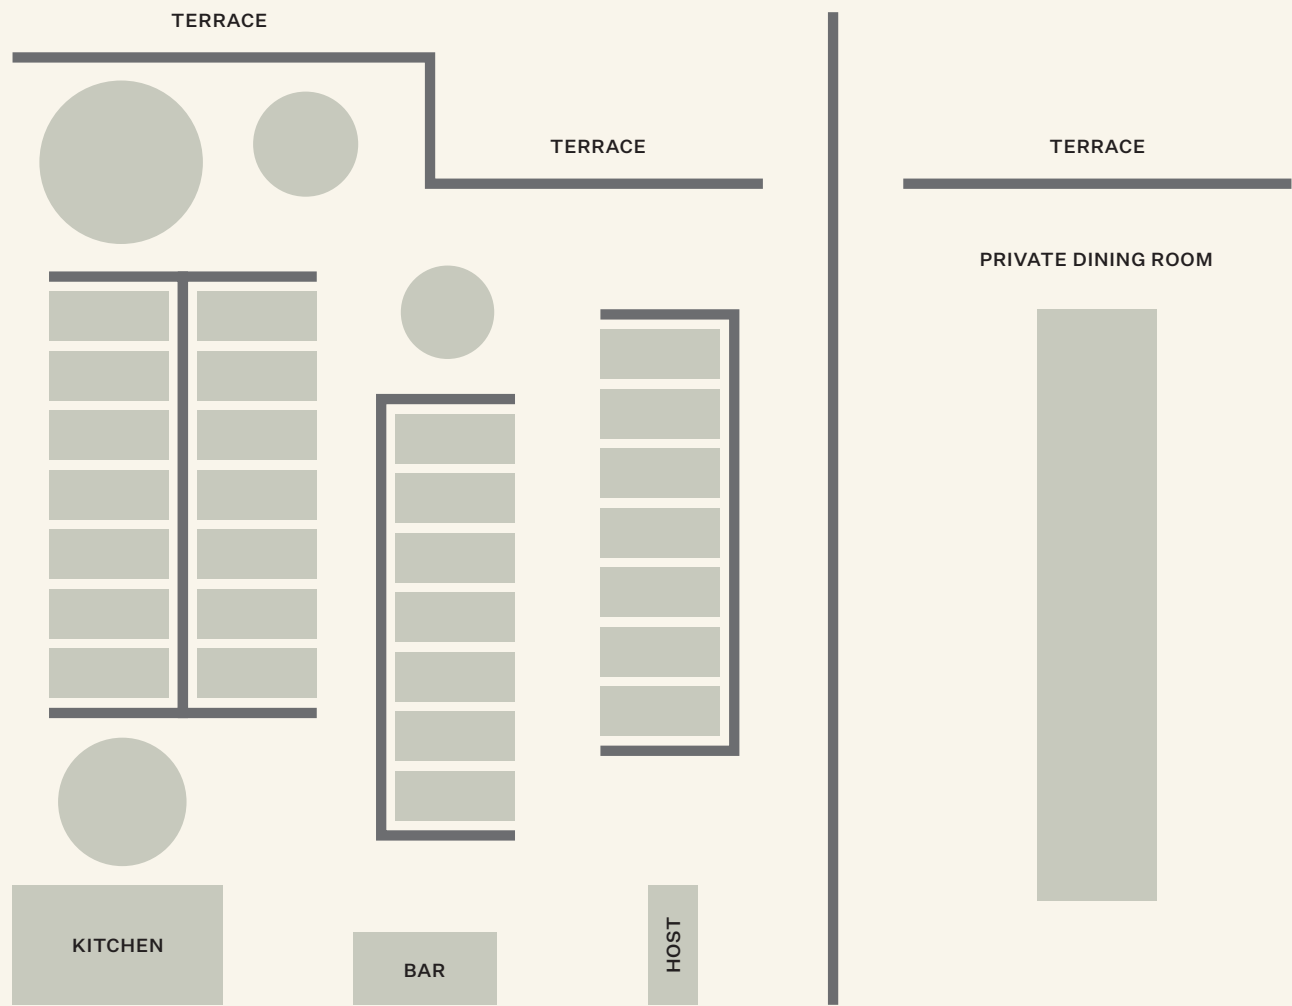 TERRACE
TERRACE
TERRACE
PRIVATE DINING ROOM
KITCHEN
BAR
HOST